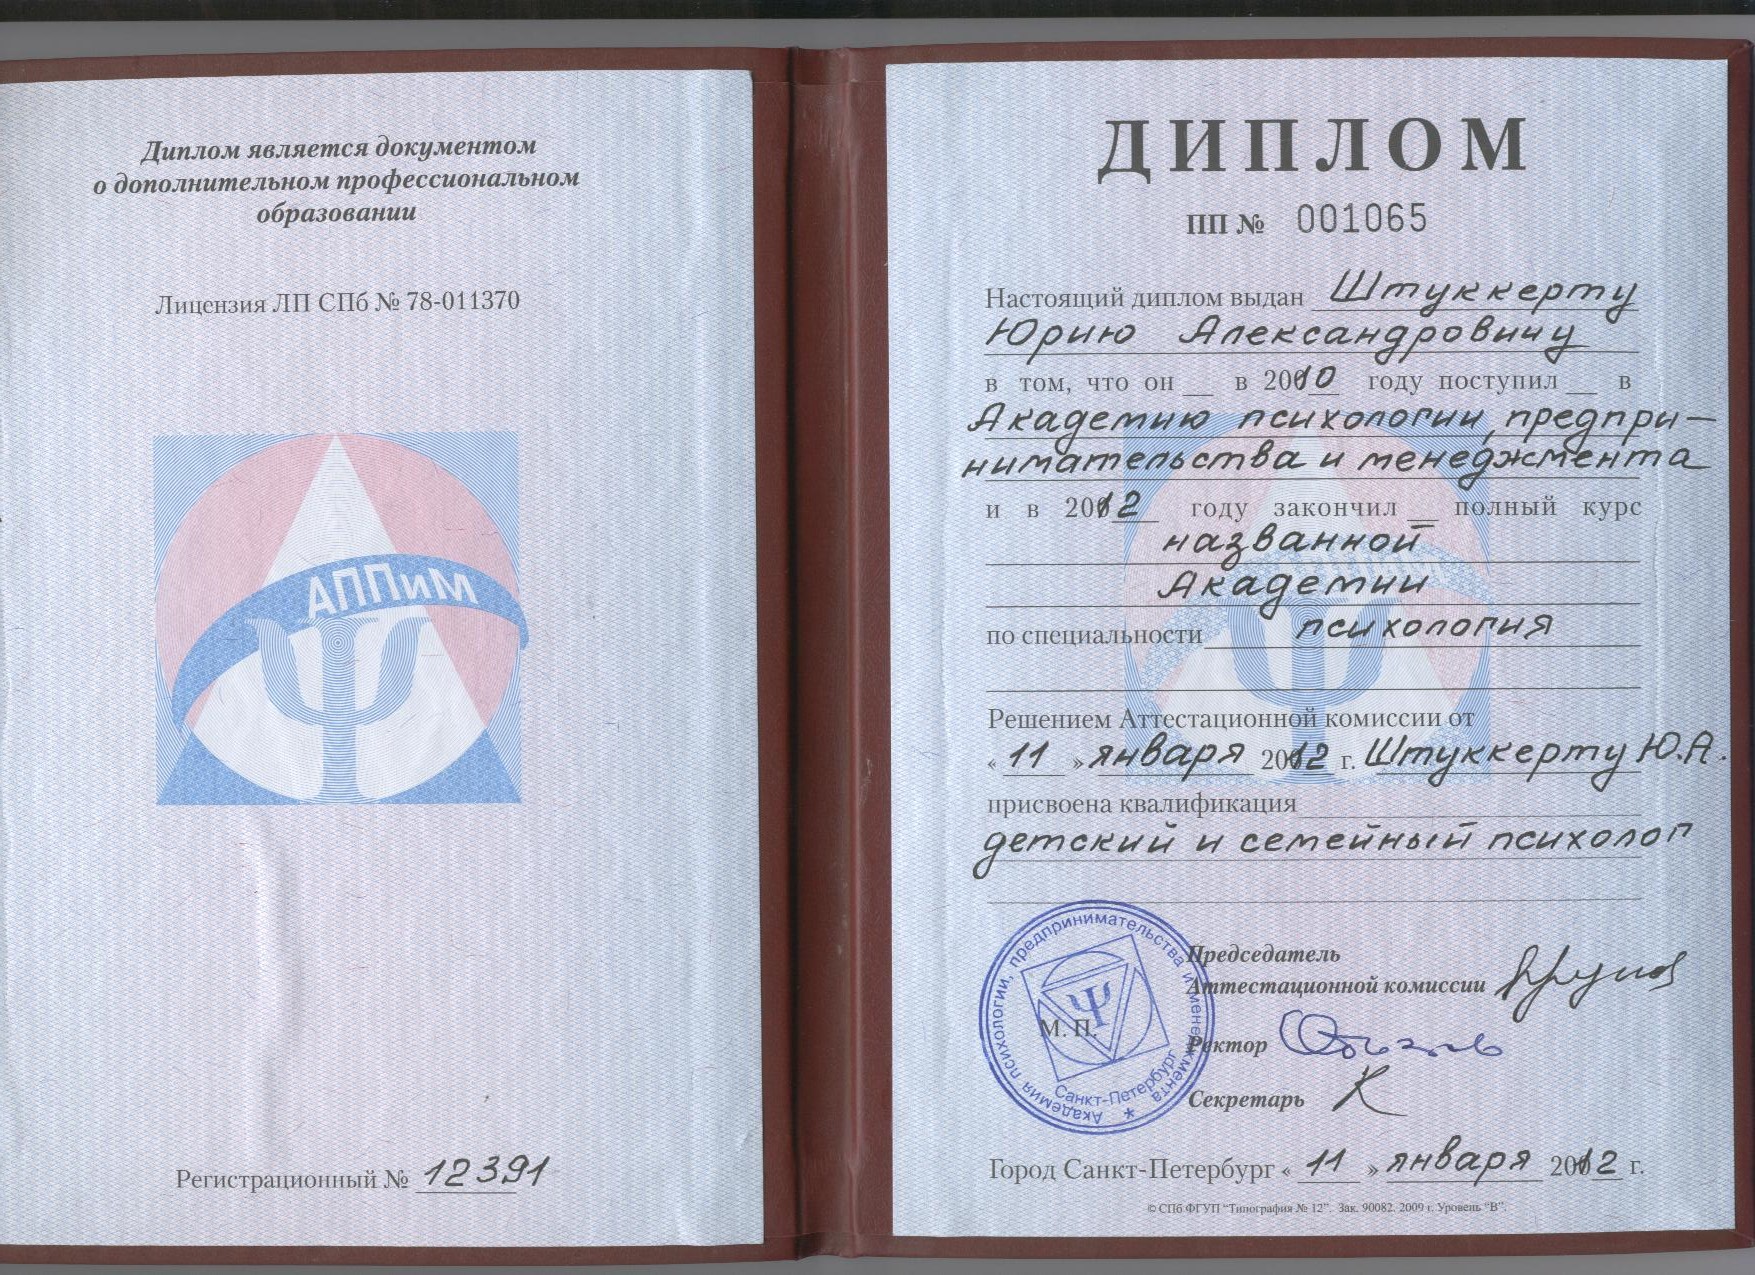 Диплом является документом
о дополнительном профессиональном
образовании
Лицензия ЛП СПб № 78-011370
АППиМ
Регистрационный № 12391
ДИПЛОМ
ПП № 001065
Настоящий диплом выдан Штуккерту
Юрию Александровичу
в том, что он __ в 2010 году поступил __ в
Академию психологии, предпри-
нимательства и менеджмента
и в 2012 году закончил __ полный курс
названной
Академии
по специальности психология
Решением Аттестационной комиссии от
« 11 » января 2012 г. Штуккерту Ю.А.
присвоена квалификация
детский и семейный психолог
Академия психологии, предпринимательства и менеджмента
Санкт-Петербург
М. П.
Председатель
Аттестационной комиссии
Ректор
Секретарь
Город Санкт-Петербург « 11 » января 2012 г.
© СПб ФГУП "Типография № 12". Зак. 90082. 2009 г. Уровень "В".